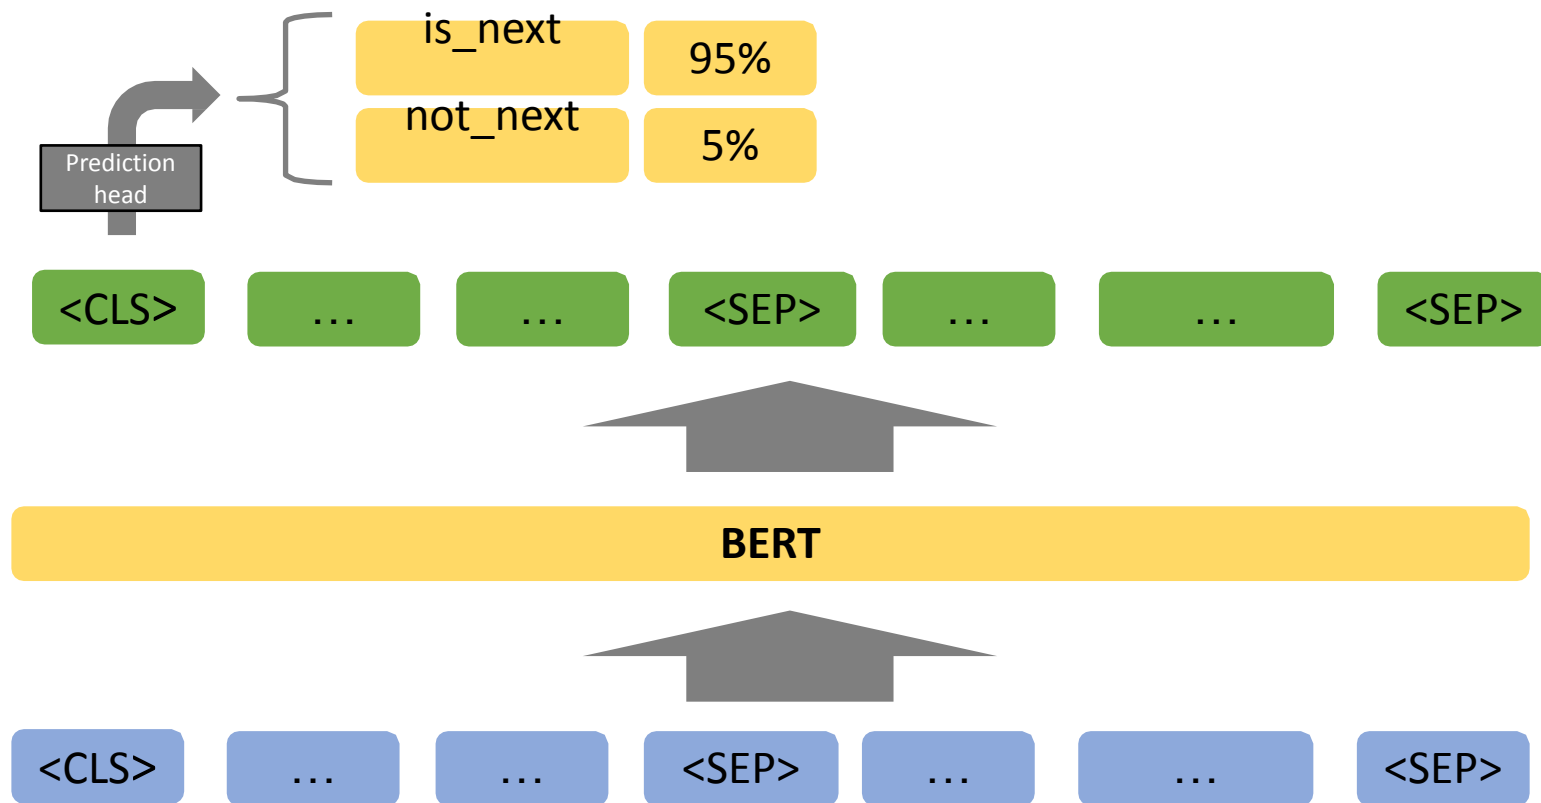 is_next
95%
not_next
5%
Prediction
head
<CLS> ... ... <SEP> ... ... <SEP>
BERT
<CLS> ... ... <SEP> ... ... <SEP>